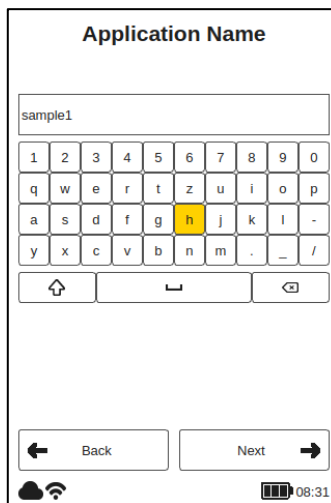 Application Name
sample1
1 2 3 4 5 6 7 8 9 0
q w e r t z u i o p
a s d f g h j k l -
y x c v b n m . _ /
Back Next
08:31